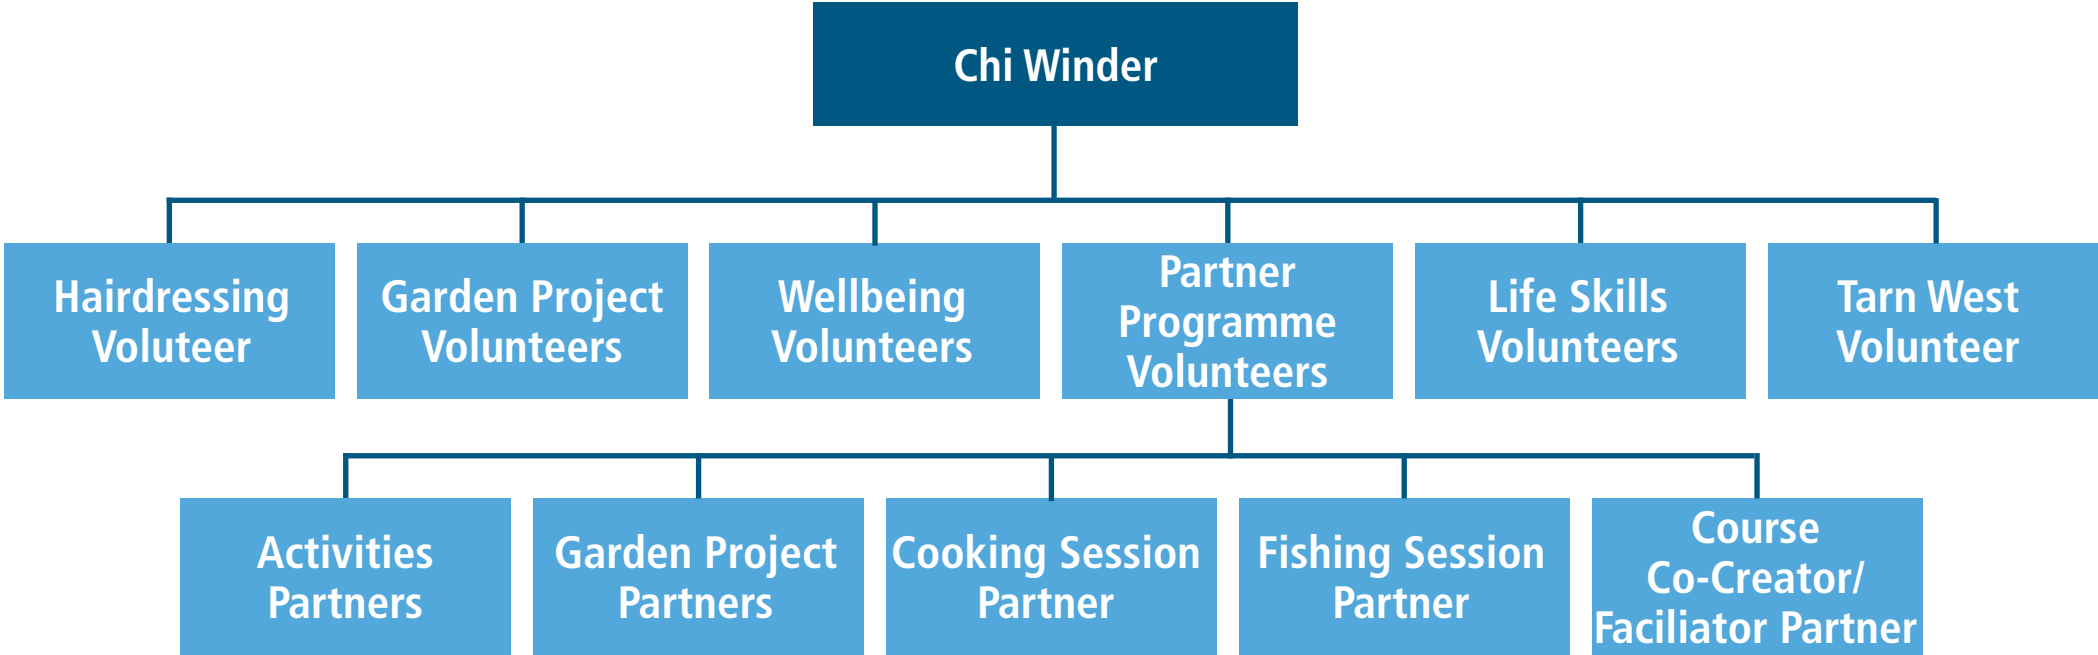 Chi Winder
Hairdressing
Voluteer
Garden Project
Volunteers
Wellbeing
Volunteers
Partner
Programme
Volunteers
Life Skills
Volunteers
Tarn West
Volunteer
Activities
Partners
Garden Project
Partners
Cooking Session
Partner
Fishing Session
Partner
Course
Co-Creator/
Faciliator Partner